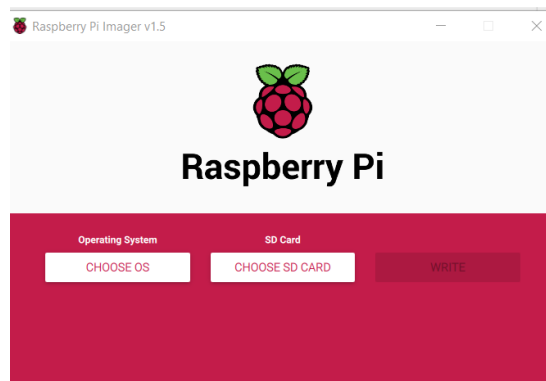 Raspberry Pi Imager v1.5
Raspberry Pi
Operating System
SD Card
CHOOSE OS
CHOOSE SD CARD
WRITE